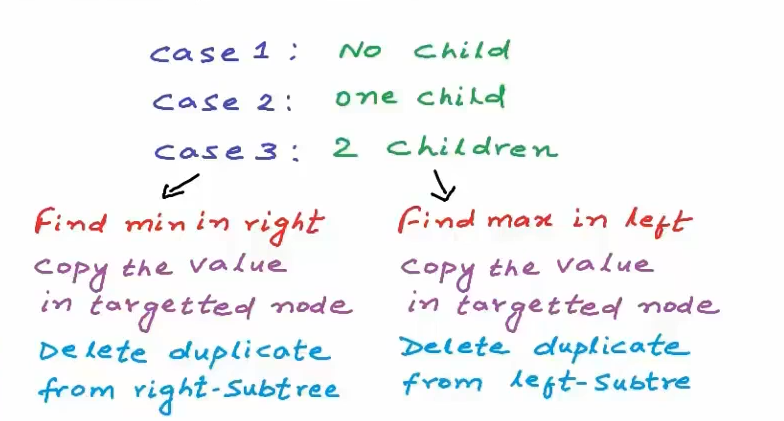 case 1 : No child
case 2 : one child
case 3 : 2 children
Find min in right
copy the value
in targetted node
Delete duplicate
from right-subtree
Find max in left
copy the value
in targetted node
Delete duplicate
from left-subtre